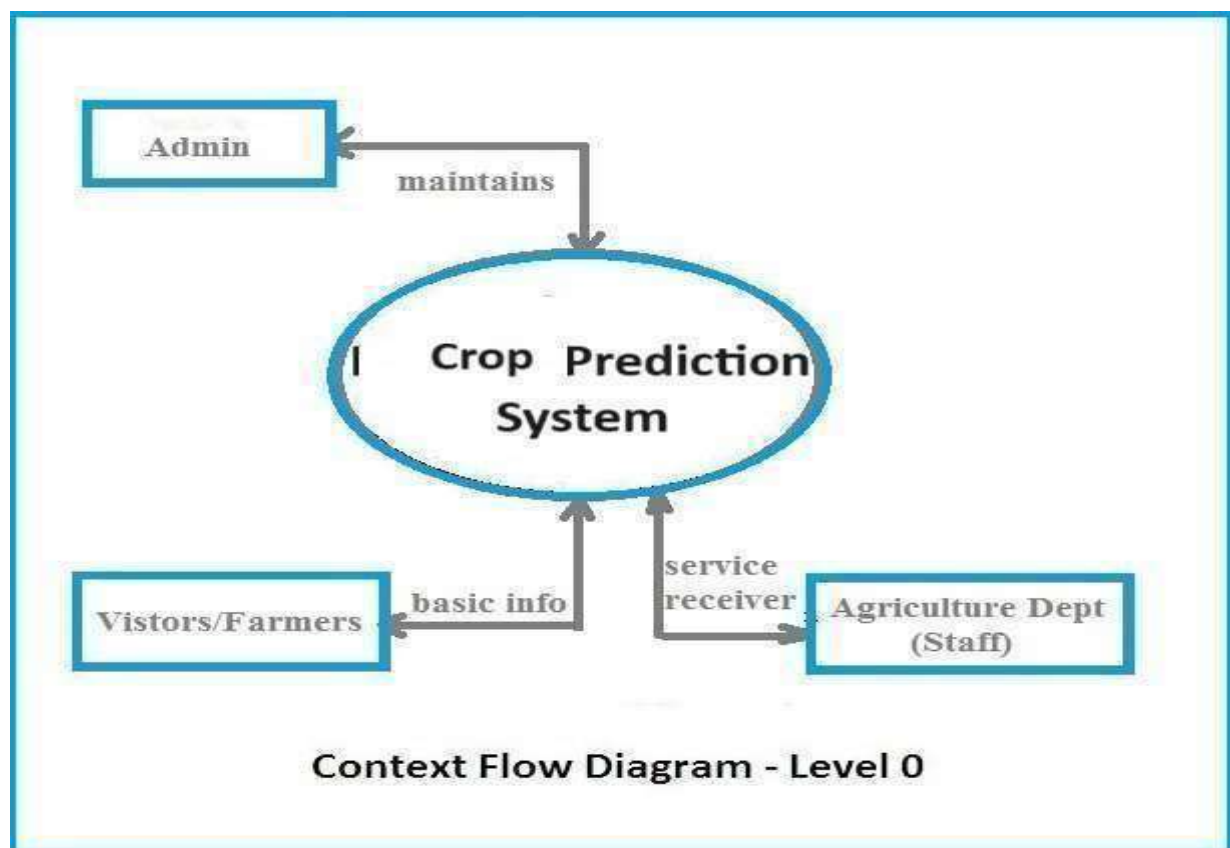 Admin
maintains
Crop Prediction
System
service
receiver
basic info
Vistors/Farmers
Agriculture Dept
(Staff)
Context Flow Diagram - Level 0